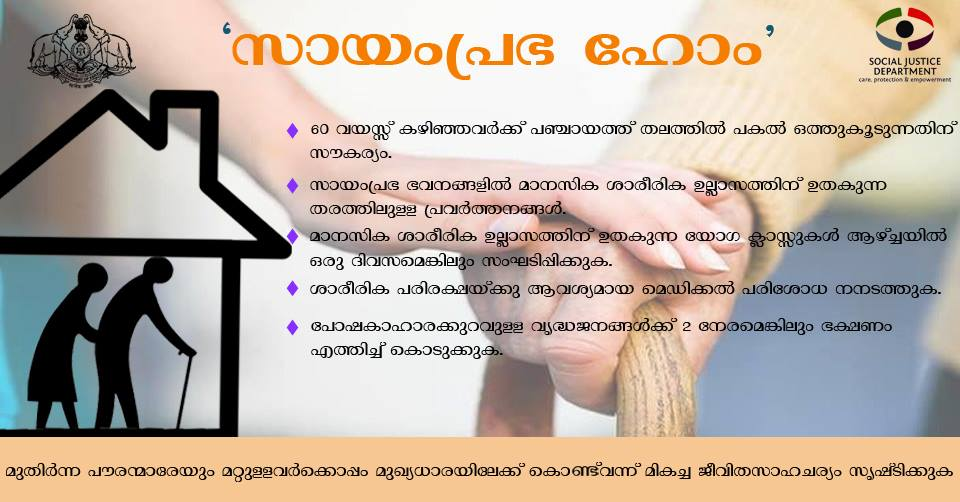 ‘സായംപ്രഭ ഹോം’
SOCIAL JUSTICE
DEPARTMENT
care, protection & empowerment
60 വയസ്സ് കഴിഞ്ഞവർക്ക് പഞ്ചായത്ത് തലത്തിൽ പകൽ ഒത്തുകൂടുന്നതിന്
സൗകര്യം.
സായംപ്രഭ ഭവനങ്ങളിൽ മാനസിക ശാരീരിക ഉല്ലാസത്തിന് ഉതകുന്ന
തരത്തിലുളള പ്രവർത്തനങ്ങൾ.
മാനസിക ശാരീരിക ഉല്ലാസത്തിന് ഉതകുന്ന യോഗ ക്ലാസ്സുകൾ ആഴ്ച്ചയിൽ
ഒരു ദിവസമെങ്കിലും സംഘടിപ്പിക്കുക.
ശാരീരിക പരിരക്ഷയ്ക്കു ആവശ്യമായ മെഡിക്കൽ പരിശോധ നനടത്തുക.
പോഷകാഹാരക്കുറവുളള വൃദ്ധജനങ്ങൾക്ക് 2 നേരമെങ്കിലും ഭക്ഷണം
എത്തിച്ച് കൊടുക്കുക.
മുതിർന്ന പൗരന്മാരേയും മറ്റുളളവർക്കൊപ്പം മുഖ്യധാരയിലേക്ക് കൊണ്ട്‌വന്ന് മികച്ച ജീവിതസാഹചര്യം സൃഷ്ടിക്കുക